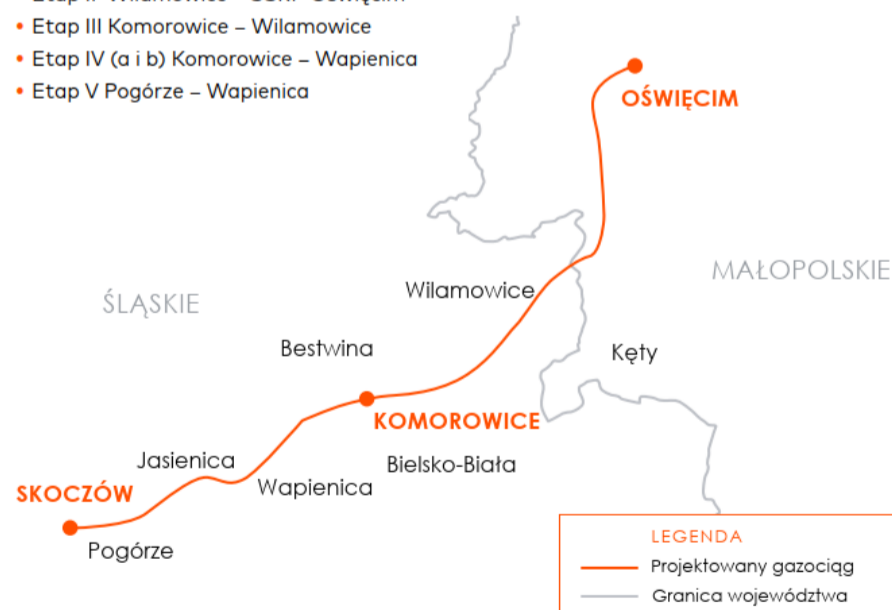 • Etap III Komorowice – Wilamowice
• Etap IV (a i b) Komorowice – Wapienica
• Etap V Pogórze – Wapienica
OŚWIĘCIM
MAŁOPOLSKIE
Wilamowice
ŚLĄSKIE
Bestwina
Kęty
KOMOROWICE
Jasienica
Bielsko-Biała
Wapienica
SKOCZÓW
Pogórze
LEGENDA
Projektowany gazociąg
Granica województwa